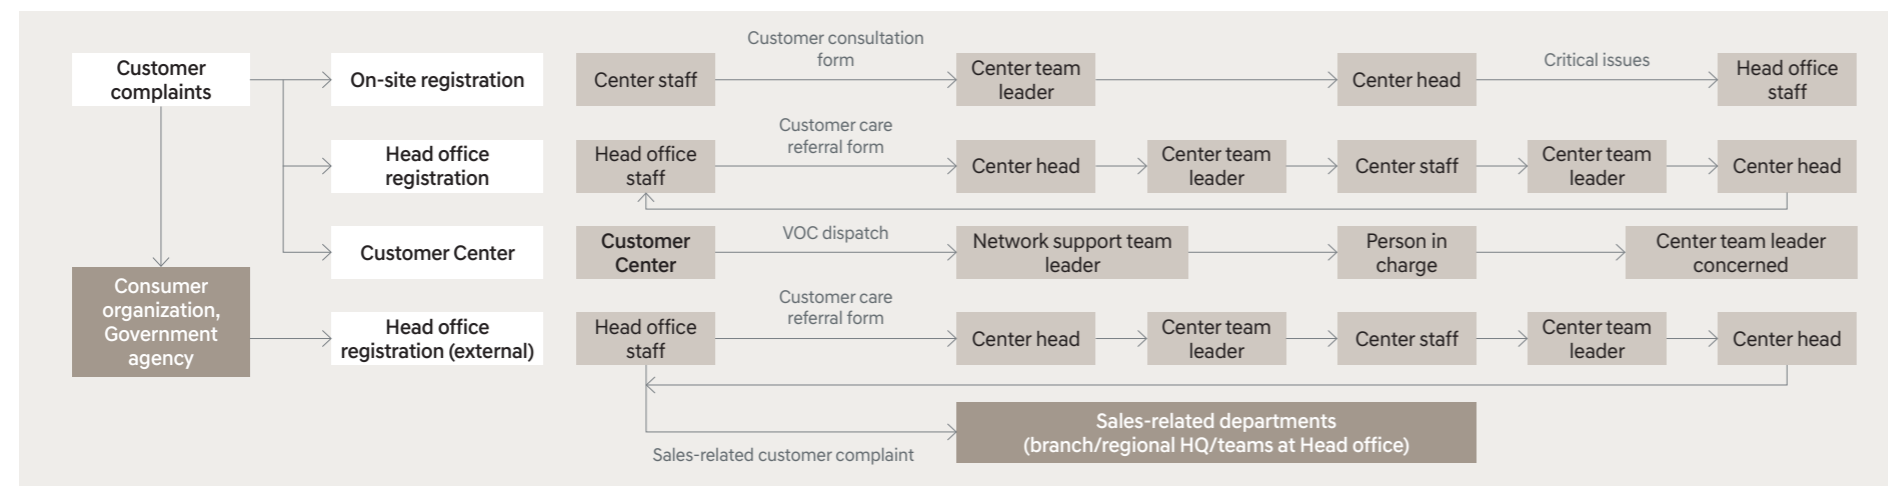 Customer
complaints
On-site registration
Center staff
Customer consultation
form
Center team
leader
Center head
Critical issues
Head office
staff
Head office
registration
Head office
staff
Customer care
referral form
Center head
Center team
leader
Center staff
Center team
leader
Center head
Customer Center
Customer
Center
VOC dispatch
Network support team
leader
Person in
charge
Center team leader
concerned
Consumer
organization,
Government
agency
Head office
registration (external)
Head office
staff
Customer care
referral form
Center head
Center team
leader
Center staff
Center team
leader
Center head
Sales-related customer complaint
Sales-related departments
(branch/regional HQ/teams at Head office)